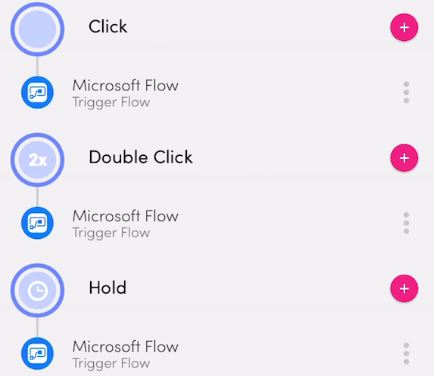 Click
Microsoft Flow
Trigger Flow
2x
Double Click
Microsoft Flow
Trigger Flow
Hold
Microsoft Flow
Trigger Flow